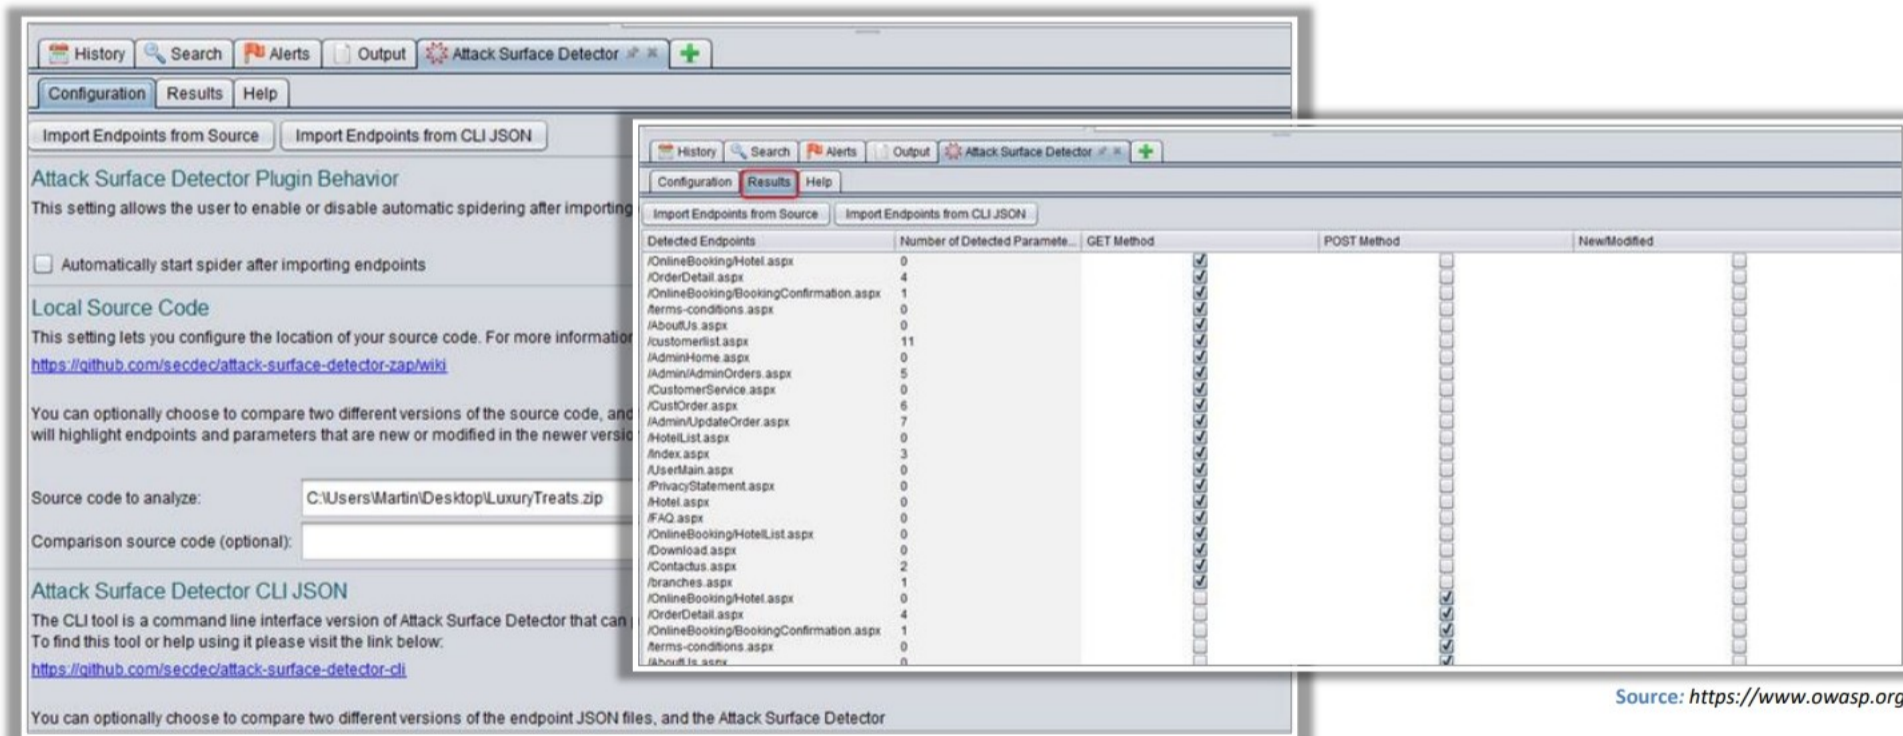 History Search Alerts Output Attack Surface Detector
Configuration Results Help
Import Endpoints from Source Import Endpoints from CLI JSON
Attack Surface Detector Plugin Behavior
This setting allows the user to enable or disable automatic spidering after importing
Automatically start spider after importing endpoints
Local Source Code
This setting lets you configure the location of your source code. For more information
https://github.com/secdec/attack-surface-detector-zap/wiki
You can optionally choose to compare two different versions of the source code, and
will highlight endpoints and parameters that are new or modified in the newer versio
Source code to analyze: C:\Users\Martin\Desktop\LuxuryTreats.zip
Comparison source code (optional):
Attack Surface Detector CLI JSON
The CLI tool is a command line interface version of Attack Surface Detector that can
To find this tool or help using it please visit the link below:
https://github.com/secdec/attack-surface-detector-cli
You can optionally choose to compare two different versions of the endpoint JSON files, and the Attack Surface Detector
History Search Alerts Output Attack Surface Detector
Configuration Results Help
Import Endpoints from Source Import Endpoints from CLI JSON
Detected Endpoints Number of Detected Paramete... GET Method POST Method New/Modified
/OnlineBooking/Hotel.aspx 0
/OrderDetail.aspx 4
/OnlineBooking/BookingConfirmation.aspx 1
/terms-conditions.aspx 0
/AboutUs.aspx 0
/customerlist.aspx 11
/AdminHome.aspx 0
/Admin/AdminOrders.aspx 5
/CustomerService.aspx 0
/CustOrder.aspx 6
/Admin/UpdateOrder.aspx 7
/HotelList.aspx 0
/Index.aspx 3
/UserMain.aspx 0
/PrivacyStatement.aspx 0
/Hotel.aspx 0
/FAQ.aspx 0
/OnlineBooking/HotelList.aspx 0
/Download.aspx 0
/Contactus.aspx 2
/branches.aspx 1
/OnlineBooking/Hotel.aspx 0
/OrderDetail.aspx 4
/OnlineBooking/BookingConfirmation.aspx 1
/terms-conditions.aspx 0
/AboutUs.aspx 0
Source: https://www.owasp.org